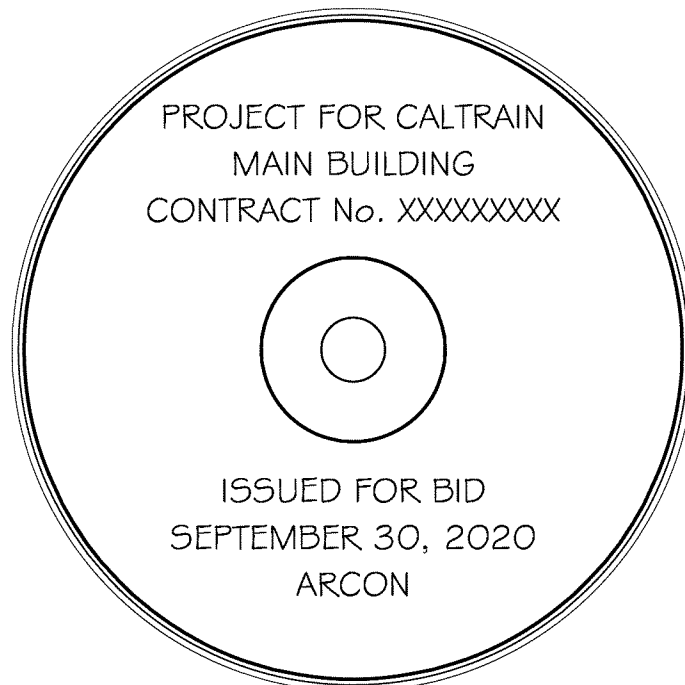 PROJECT FOR CALTRAIN
MAIN BUILDING
CONTRACT No. XXXXXXXXX
ISSUED FOR BID
SEPTEMBER 30, 2020
ARCON